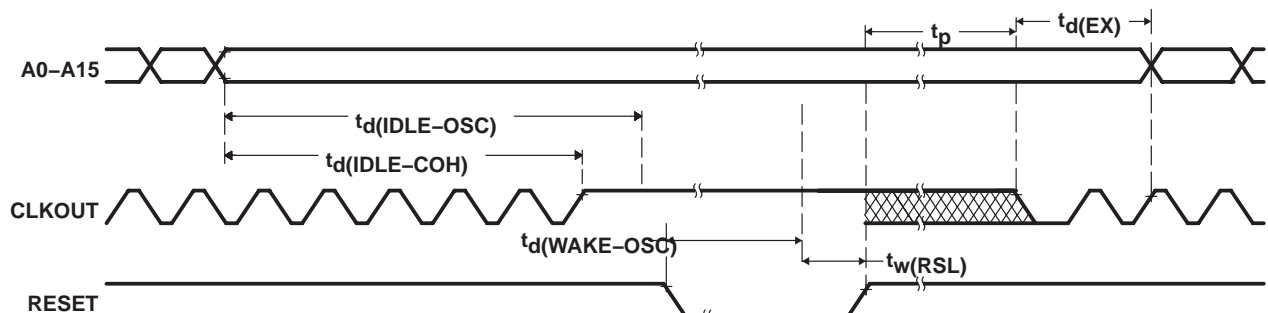 tp
td(EX)
A0–A15
td(IDLE–OSC)
td(IDLE–COH)
CLKOUT
td(WAKE–OSC)
tw(RSL)
RESET